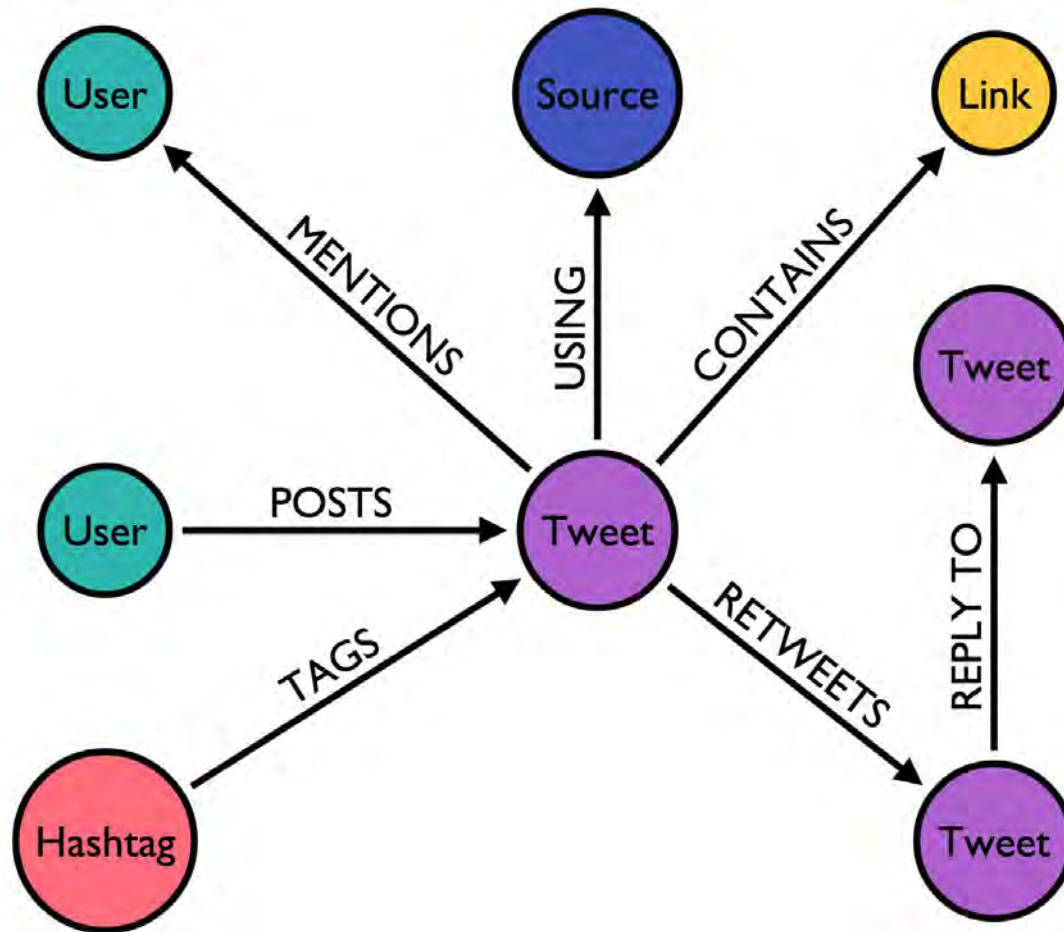 User
Source
Link
MENTIONS
USING
CONTAINS
Tweet
User
POSTS
Tweet
TAGS
RETWEETS
REPLY TO
Hashtag
Tweet